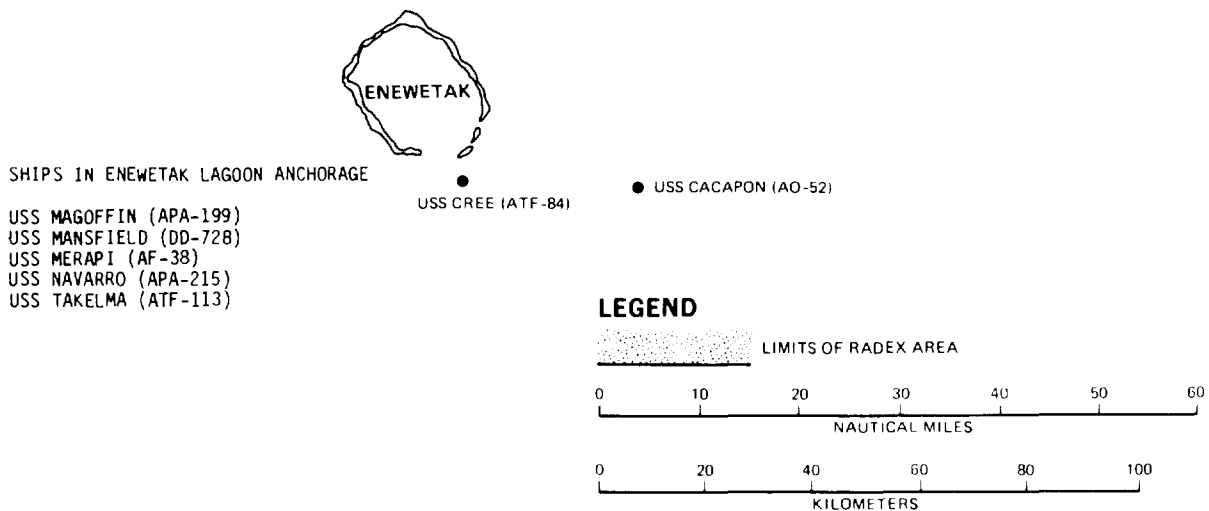 ENEWETAK
SHIPS IN ENEWETAK LAGOON ANCHORAGE
USS MAGOFFIN (APA-199)
USS MANSFIELD (DD-728)
USS MERAPI (AF-38)
USS NAVARRO (APA-215)
USS TAKELMA (ATF-113)
USS CREE (ATF-84)
USS CACAPON (AO-52)
LEGEND
LIMITS OF RADEX AREA
0 10 20 30 40 50 60
NAUTICAL MILES
0 20 40 60 80 100
KILOMETERS